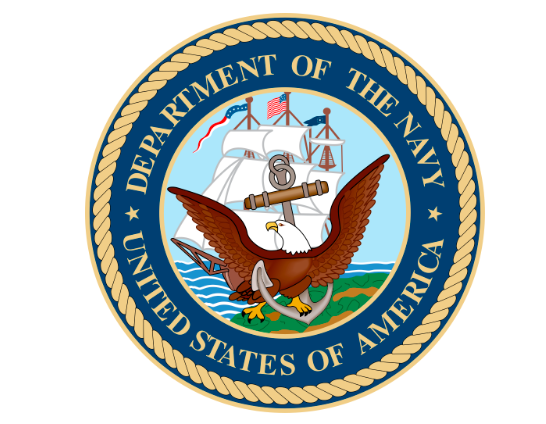 DEPARTMENT OF THE NAVY
UNITED STATES OF AMERICA